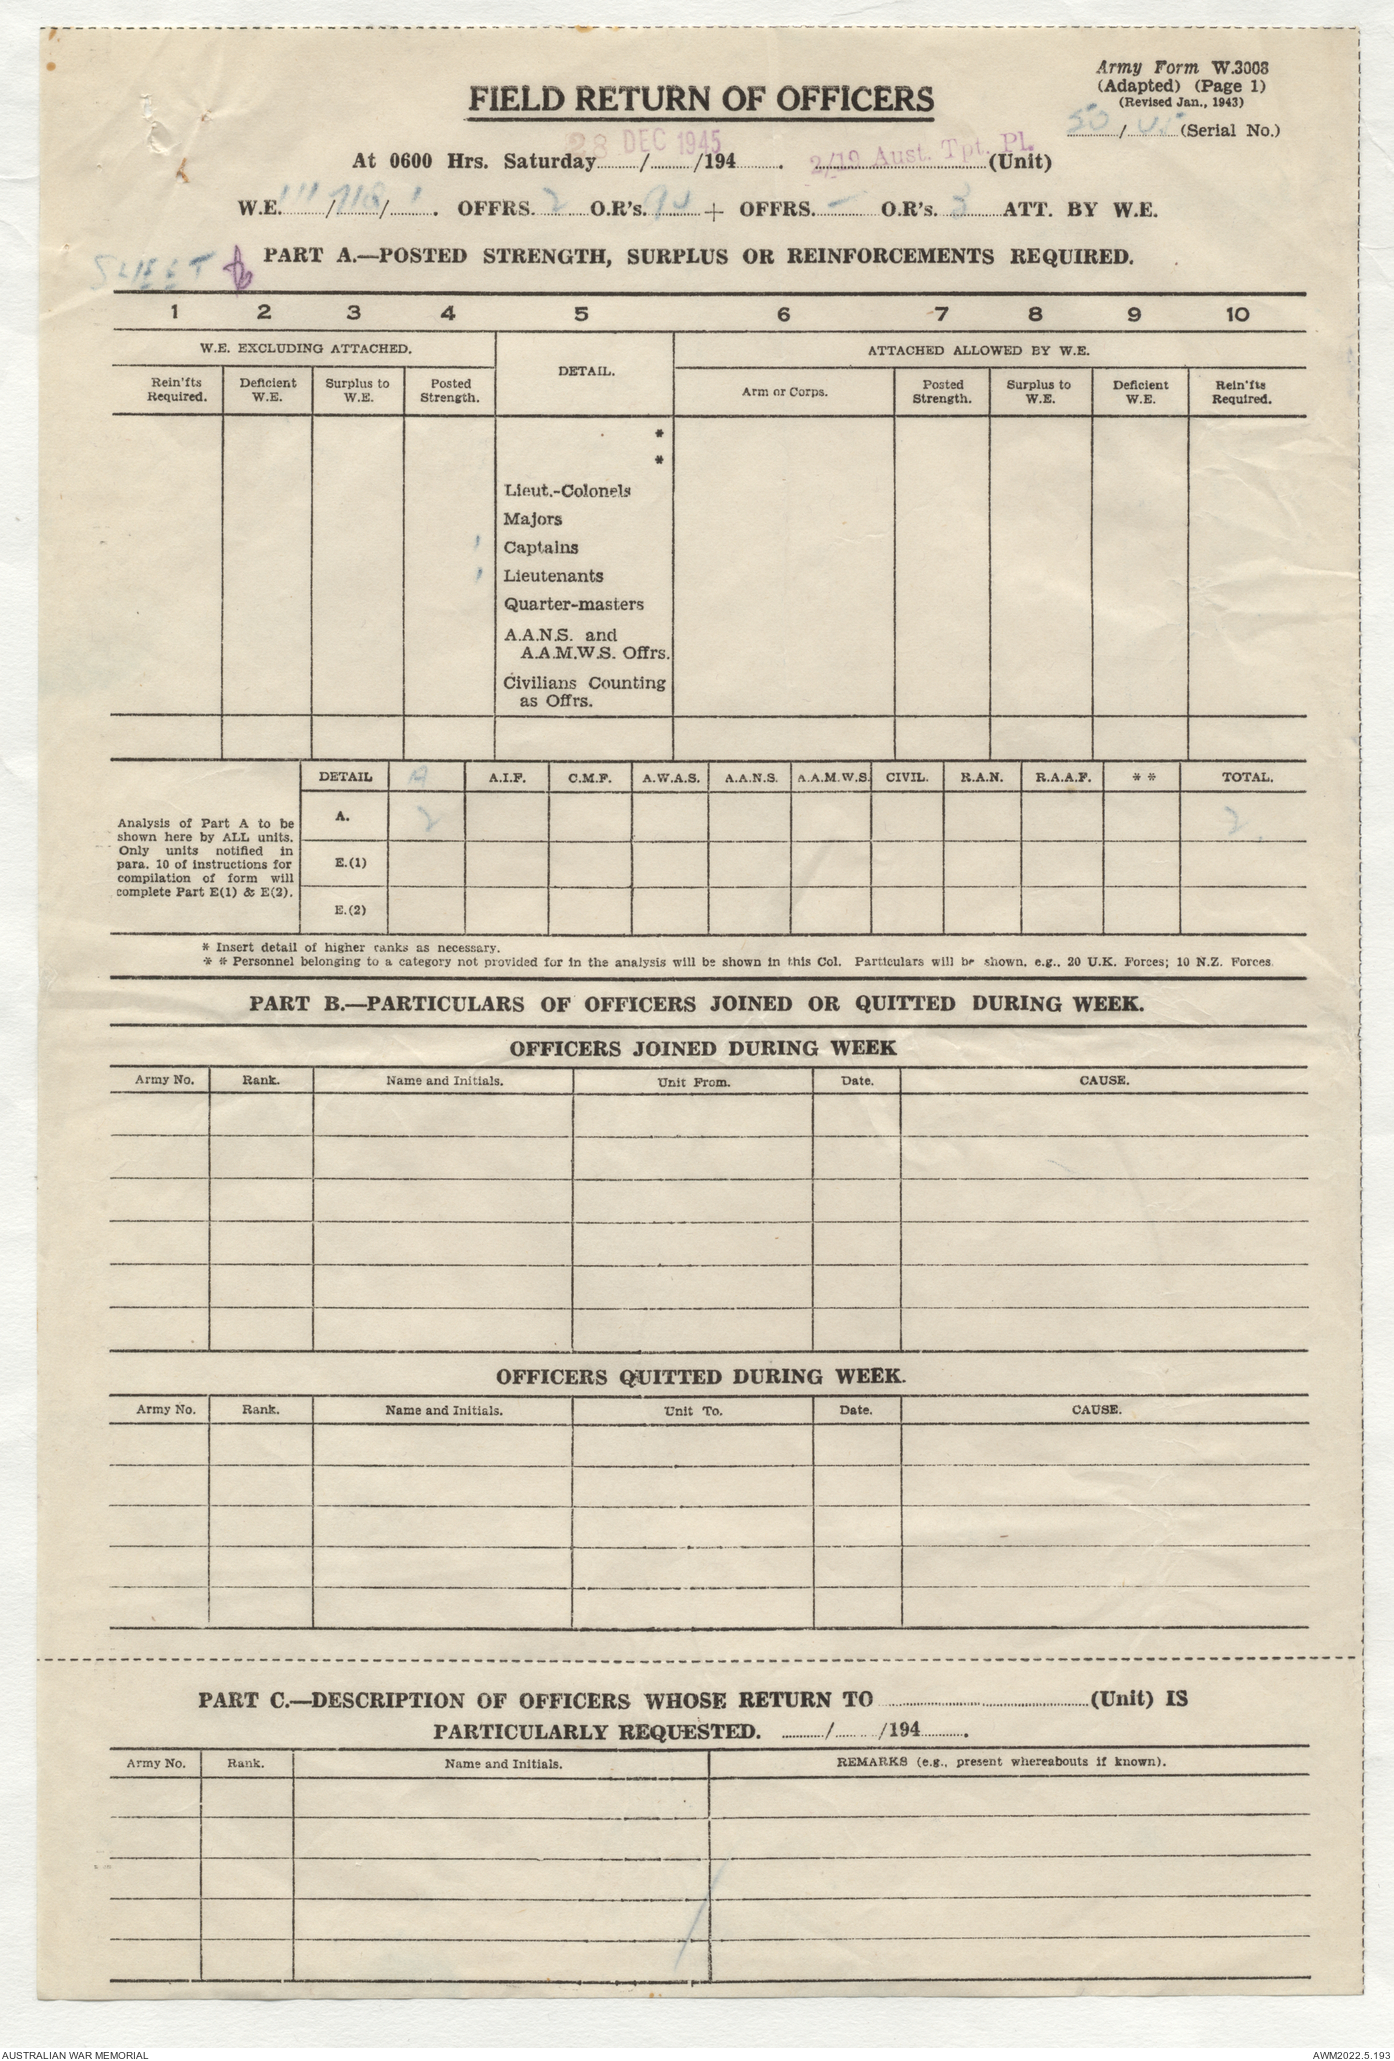 Army Form W.3008
(Adapted) (Page 1)
(Revised Jan., 1943)
FIELD RETURN OF OFFICERS
50/45 (Serial No.)
28 DEC 1945
At 0600 Hrs. Saturday / /194 . 2/19 Aust. Tpt. Pl. (Unit)
W.E. III/718/1. OFFRS. 2 O.R's. 90 + OFFRS. — O.R's. 3 ATT. BY W.E.
SHEET
PART A.—POSTED STRENGTH, SURPLUS OR REINFORCEMENTS REQUIRED.
1 2 3 4 5 6 7 8 9 10
W.E. EXCLUDING ATTACHED. DETAIL. ATTACHED ALLOWED BY W.E.
Rein'fts Required. Deficient W.E. Surplus to W.E. Posted Strength. Arm or Corps. Posted Strength. Surplus to W.E. Deficient W.E. Rein'fts Required.
*
*
Lieut.-Colonels
Majors
1 Captains
1 Lieutenants
Quarter-masters
A.A.N.S. and
A.A.M.W.S. Offrs.
Civilians Counting
as Offrs.
DETAIL A A.I.F. C.M.F. A.W.A.S. A.A.N.S. A.A.M.W.S. CIVIL. R.A.N. R.A.A.F. * * TOTAL.
Analysis of Part A to be
shown here by ALL units.
Only units notified in
para. 10 of instructions for
compilation of form will
complete Part E(1) & E(2).
A. 2 2
E.(1)
E.(2)
* Insert detail of higher ranks as necessary.
* * Personnel belonging to a category not provided for in the analysis will be shown in this Col. Particulars will be shown, e.g., 20 U.K. Forces; 10 N.Z. Forces
PART B.—PARTICULARS OF OFFICERS JOINED OR QUITTED DURING WEEK.
OFFICERS JOINED DURING WEEK
Army No. Rank. Name and Initials. Unit From. Date. CAUSE.
OFFICERS QUITTED DURING WEEK.
Army No. Rank. Name and Initials. Unit To. Date. CAUSE.
PART C.—DESCRIPTION OF OFFICERS WHOSE RETURN TO (Unit) IS
PARTICULARLY REQUESTED. / /194 .
Army No. Rank. Name and Initials. REMARKS (e.g., present whereabouts if known).
AUSTRALIAN WAR MEMORIAL AWM2022.5.193